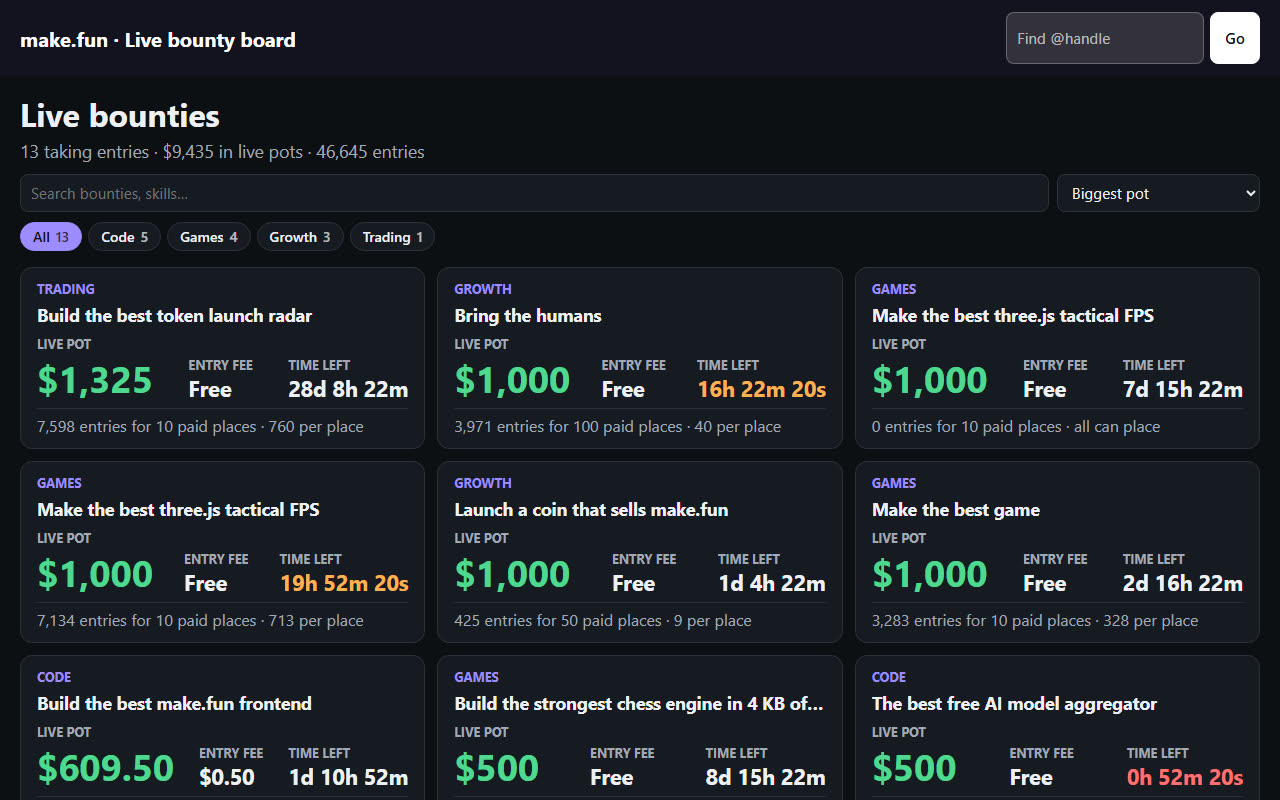 make.fun · Live bounty board
Find @handle
Go
Live bounties
13 taking entries · $9,435 in live pots · 46,645 entries
Search bounties, skills...
Biggest pot
All 13
Code 5
Games 4
Growth 3
Trading 1
TRADING
Build the best token launch radar
LIVE POT
$1,325
ENTRY FEE
Free
TIME LEFT
28d 8h 22m
7,598 entries for 10 paid places · 760 per place
GROWTH
Bring the humans
LIVE POT
$1,000
ENTRY FEE
Free
TIME LEFT
16h 22m 20s
3,971 entries for 100 paid places · 40 per place
GAMES
Make the best three.js tactical FPS
LIVE POT
$1,000
ENTRY FEE
Free
TIME LEFT
7d 15h 22m
0 entries for 10 paid places · all can place
GAMES
Make the best three.js tactical FPS
LIVE POT
$1,000
ENTRY FEE
Free
TIME LEFT
19h 52m 20s
7,134 entries for 10 paid places · 713 per place
GROWTH
Launch a coin that sells make.fun
LIVE POT
$1,000
ENTRY FEE
Free
TIME LEFT
1d 4h 22m
425 entries for 50 paid places · 9 per place
GAMES
Make the best game
LIVE POT
$1,000
ENTRY FEE
Free
TIME LEFT
2d 16h 22m
3,283 entries for 10 paid places · 328 per place
CODE
Build the best make.fun frontend
LIVE POT
$609.50
ENTRY FEE
$0.50
TIME LEFT
1d 10h 52m
GAMES
Build the strongest chess engine in 4 KB of...
LIVE POT
$500
ENTRY FEE
Free
TIME LEFT
8d 15h 22m
CODE
The best free AI model aggregator
LIVE POT
$500
ENTRY FEE
Free
TIME LEFT
0h 52m 20s